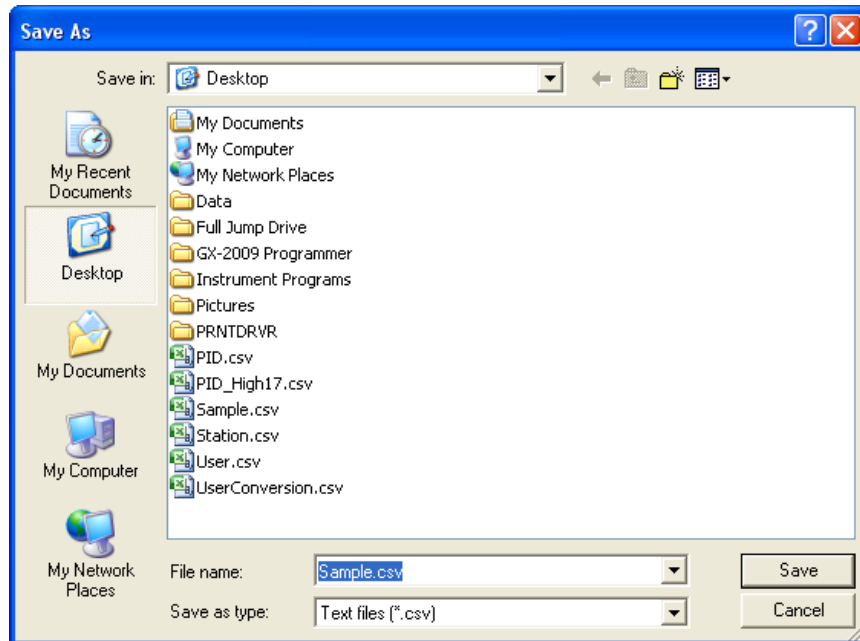 Save As
Save in: Desktop
My Recent
Documents
Desktop
My Documents
My Computer
My Network
Places
My Documents
My Computer
My Network Places
Data
Full Jump Drive
GX-2009 Programmer
Instrument Programs
Pictures
PRNTDRVR
PID.csv
PID_High17.csv
Sample.csv
Station.csv
User.csv
UserConversion.csv
File name: Sample.csv Save
Save as type: Text files (*.csv) Cancel